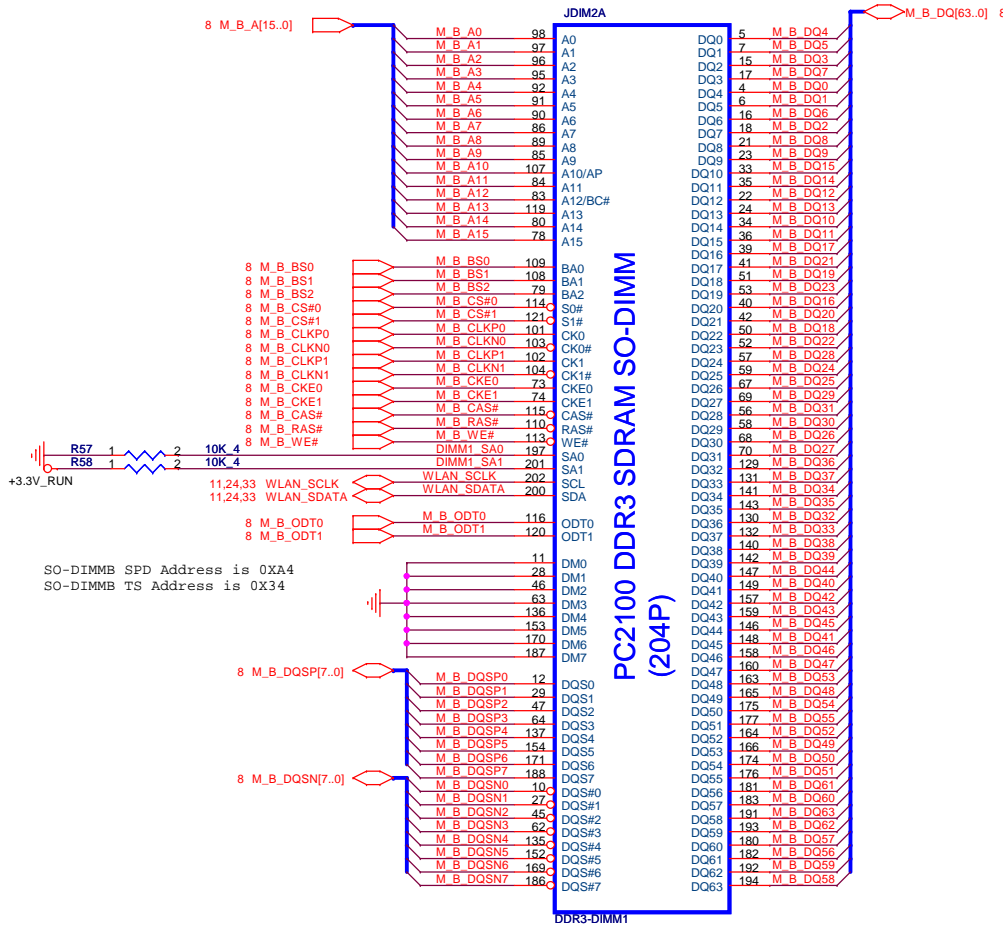 JDIM2A
8 M_B_A[15..0]
M_B_A0 98 A0
M_B_A1 97 A1
M_B_A2 96 A2
M_B_A3 95 A3
M_B_A4 92 A4
M_B_A5 91 A5
M_B_A6 90 A6
M_B_A7 86 A7
M_B_A8 89 A8
M_B_A9 85 A9
M_B_A10 107 A10/AP
M_B_A11 84 A11
M_B_A12 83 A12/BC#
M_B_A13 119 A13
M_B_A14 80 A14
M_B_A15 78 A15
8 M_B_BS0 M_B_BS0 109 BA0
8 M_B_BS1 M_B_BS1 108 BA1
8 M_B_BS2 M_B_BS2 79 BA2
8 M_B_CS#0 M_B_CS#0 114 S0#
8 M_B_CS#1 M_B_CS#1 121 S1#
8 M_B_CLKP0 M_B_CLKP0 101 CK0
8 M_B_CLKN0 M_B_CLKN0 103 CK0#
8 M_B_CLKP1 M_B_CLKP1 102 CK1
8 M_B_CLKN1 M_B_CLKN1 104 CK1#
8 M_B_CKE0 M_B_CKE0 73 CKE0
8 M_B_CKE1 M_B_CKE1 74 CKE1
8 M_B_CAS# M_B_CAS# 115 CAS#
8 M_B_RAS# M_B_RAS# 110 RAS#
8 M_B_WE# M_B_WE# 113 WE#
R57 1 2 10K_4 DIMM1_SA0 197 SA0
R58 1 2 10K_4 DIMM1_SA1 201 SA1
+3.3V_RUN
11,24,33 WLAN_SCLK WLAN_SCLK 202 SCL
11,24,33 WLAN_SDATA WLAN_SDATA 200 SDA
8 M_B_ODT0 M_B_ODT0 116 ODT0
8 M_B_ODT1 M_B_ODT1 120 ODT1
SO-DIMMB SPD Address is 0XA4
SO-DIMMB TS Address is 0X34
11 DM0
28 DM1
46 DM2
63 DM3
136 DM4
153 DM5
170 DM6
187 DM7
8 M_B_DQSP[7..0]
M_B_DQSP0 12 DQS0
M_B_DQSP1 29 DQS1
M_B_DQSP2 47 DQS2
M_B_DQSP3 64 DQS3
M_B_DQSP4 137 DQS4
M_B_DQSP5 154 DQS5
M_B_DQSP6 171 DQS6
M_B_DQSP7 188 DQS7
8 M_B_DQSN[7..0]
M_B_DQSN0 10 DQS#0
M_B_DQSN1 27 DQS#1
M_B_DQSN2 45 DQS#2
M_B_DQSN3 62 DQS#3
M_B_DQSN4 135 DQS#4
M_B_DQSN5 152 DQS#5
M_B_DQSN6 169 DQS#6
M_B_DQSN7 186 DQS#7
PC2100 DDR3 SDRAM SO-DIMM
(204P)
M_B_DQ[63..0] 8
DQ0 5 M_B_DQ4
DQ1 7 M_B_DQ5
DQ2 15 M_B_DQ3
DQ3 17 M_B_DQ7
DQ4 4 M_B_DQ0
DQ5 6 M_B_DQ1
DQ6 16 M_B_DQ6
DQ7 18 M_B_DQ2
DQ8 21 M_B_DQ8
DQ9 23 M_B_DQ9
DQ10 33 M_B_DQ15
DQ11 35 M_B_DQ14
DQ12 22 M_B_DQ12
DQ13 24 M_B_DQ13
DQ14 34 M_B_DQ10
DQ15 36 M_B_DQ11
DQ16 39 M_B_DQ17
DQ17 41 M_B_DQ21
DQ18 51 M_B_DQ19
DQ19 53 M_B_DQ23
DQ20 40 M_B_DQ16
DQ21 42 M_B_DQ20
DQ22 50 M_B_DQ18
DQ23 52 M_B_DQ22
DQ24 57 M_B_DQ28
DQ25 59 M_B_DQ24
DQ26 67 M_B_DQ25
DQ27 69 M_B_DQ29
DQ28 56 M_B_DQ31
DQ29 58 M_B_DQ30
DQ30 68 M_B_DQ26
DQ31 70 M_B_DQ27
DQ32 129 M_B_DQ36
DQ33 131 M_B_DQ37
DQ34 141 M_B_DQ34
DQ35 143 M_B_DQ35
DQ36 130 M_B_DQ32
DQ37 132 M_B_DQ33
DQ38 140 M_B_DQ38
DQ39 142 M_B_DQ39
DQ40 147 M_B_DQ44
DQ41 149 M_B_DQ40
DQ42 157 M_B_DQ42
DQ43 159 M_B_DQ43
DQ44 146 M_B_DQ45
DQ45 148 M_B_DQ41
DQ46 158 M_B_DQ46
DQ47 160 M_B_DQ47
DQ48 163 M_B_DQ53
DQ49 165 M_B_DQ48
DQ50 175 M_B_DQ54
DQ51 177 M_B_DQ55
DQ52 164 M_B_DQ52
DQ53 166 M_B_DQ49
DQ54 174 M_B_DQ50
DQ55 176 M_B_DQ51
DQ56 181 M_B_DQ61
DQ57 183 M_B_DQ60
DQ58 191 M_B_DQ63
DQ59 193 M_B_DQ62
DQ60 180 M_B_DQ57
DQ61 182 M_B_DQ56
DQ62 192 M_B_DQ59
DQ63 194 M_B_DQ58
DDR3-DIMM1